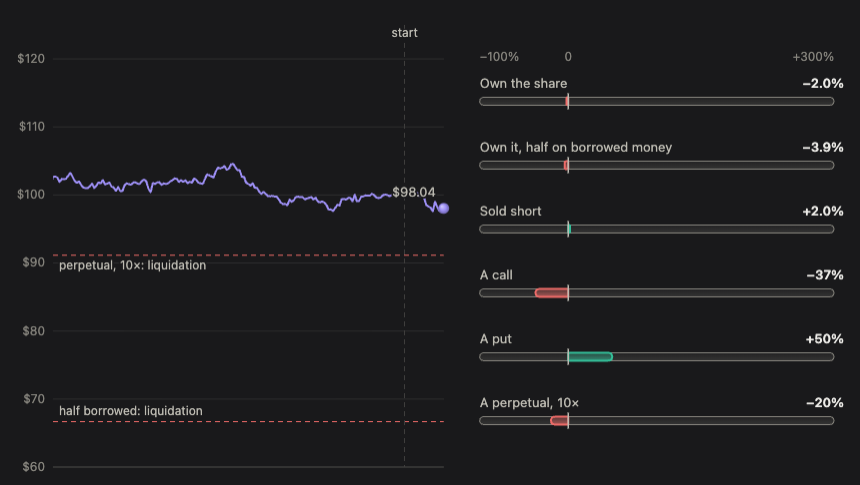 start
$120
$110
$100
$98.04
$90
perpetual, 10×: liquidation
$80
$70
half borrowed: liquidation
$60
−100% 0 +300%
Own the share −2.0%
Own it, half on borrowed money −3.9%
Sold short +2.0%
A call −37%
A put +50%
A perpetual, 10× −20%